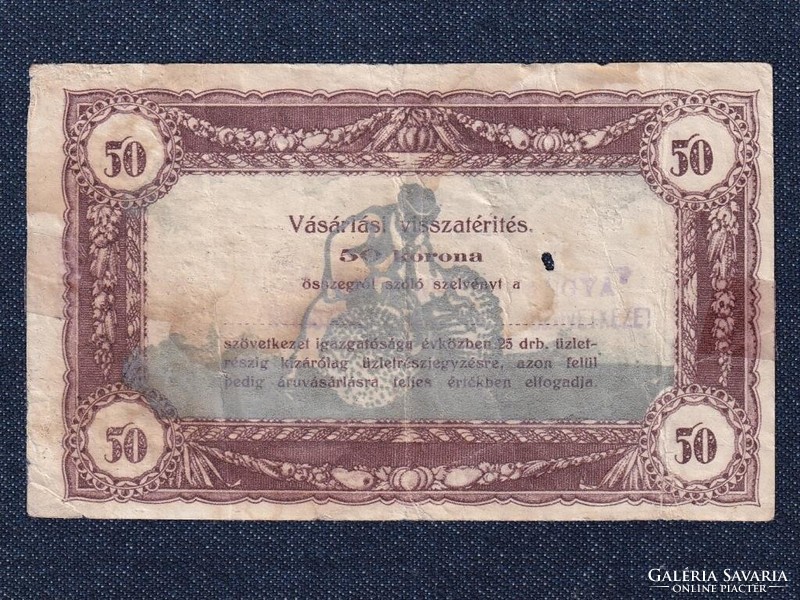 50 50
Vásárlási visszatérités.
50 korona
összegről szóló szelvényt a
szövetkezet igazgatósága évközben 25 drb. üzlet-
részig kizárólag üzletrészjegyzésre, azon felül
pedig áruvásárlásra, teljes értékben elfogadja.
50 50
GALÉRIA SAVARIA
ONLINE PIACTÉR